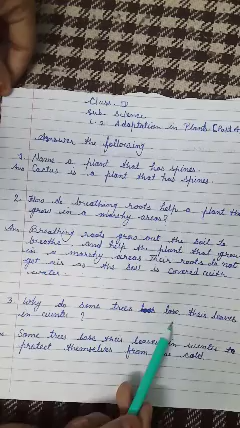 Class - V
Sub - Science
L-2 Adaptation in Plants [Part A
Answer the following
1. Name a plant that has spines.
Ans Cactus is a plant that has spines
2. How do breathing roots help a plant that
grow in a marshy areas?
Ans. Breathing roots grow out the soil to
breathe and help the plant that grow
in a marshy areas Their roots do not
get air as the soil is covered with
water.
3. Why do some trees lose their leaves
in winter ?
Some trees lose their leaves in winter to
protect themselves from cold